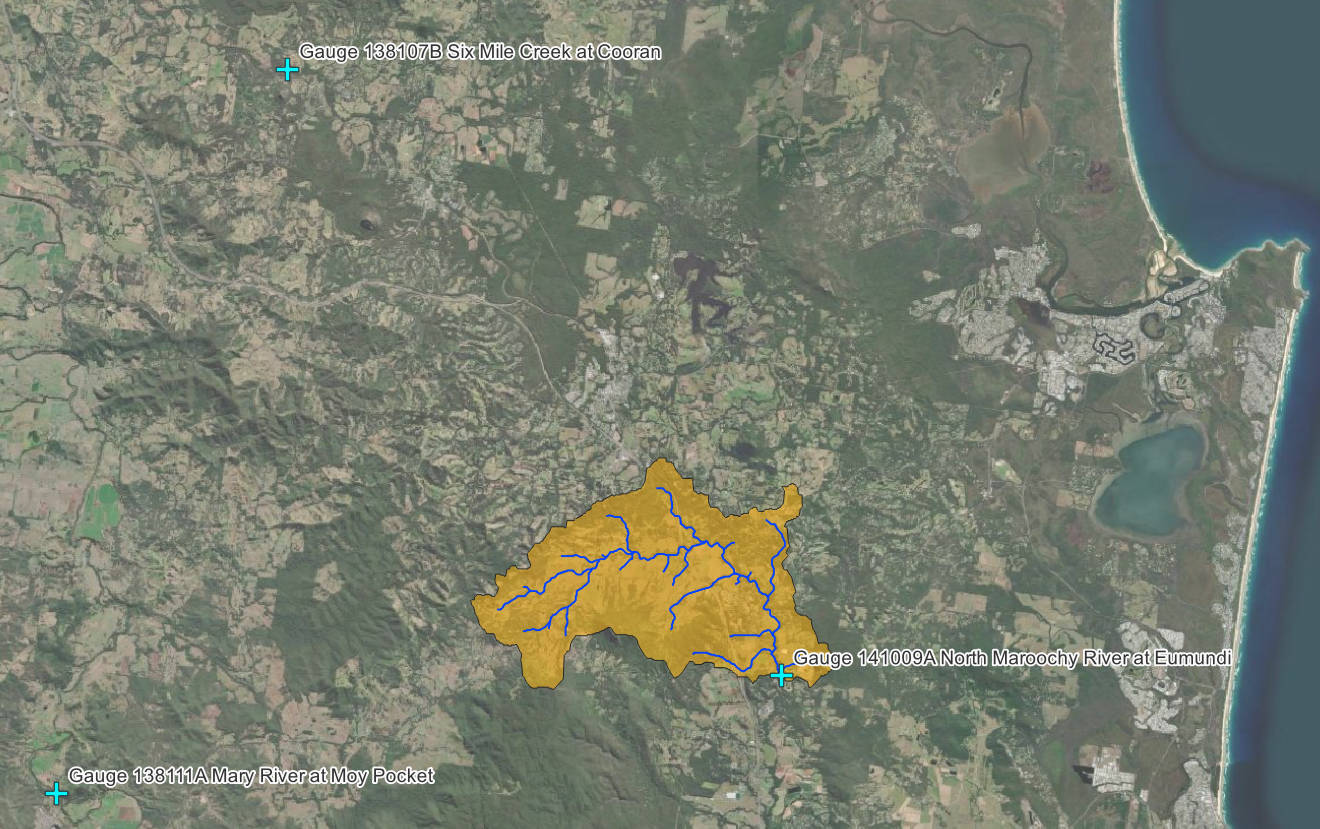 Gauge 138107B Six Mile Creek at Cooran
Gauge 141009A North Maroochy River at Eumundi
Gauge 138111A Mary River at Moy Pocket